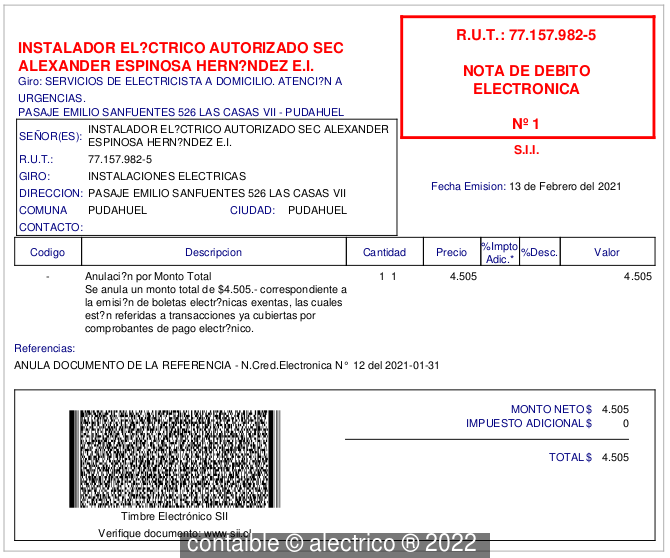 INSTALADOR EL?CTRICO AUTORIZADO SEC
ALEXANDER ESPINOSA HERN?NDEZ E.I.
Giro: SERVICIOS DE ELECTRICISTA A DOMICILIO. ATENCI?N A
URGENCIAS.
PASAJE EMILIO SANFUENTES 526 LAS CASAS VII - PUDAHUEL
R.U.T.: 77.157.982-5
NOTA DE DEBITO
ELECTRONICA
Nº 1
S.I.I.
SEÑOR(ES): INSTALADOR EL?CTRICO AUTORIZADO SEC ALEXANDER
ESPINOSA HERN?NDEZ E.I.
R.U.T.: 77.157.982-5
GIRO: INSTALACIONES ELECTRICAS
DIRECCION: PASAJE EMILIO SANFUENTES 526 LAS CASAS VII
COMUNA PUDAHUEL CIUDAD: PUDAHUEL
CONTACTO:
Fecha Emision: 13 de Febrero del 2021
Codigo Descripcion Cantidad Precio %Impto Adic.* %Desc. Valor
- Anulaci?n por Monto Total 1 1 4.505 4.505
Se anula un monto total de $4.505.- correspondiente a
la emisi?n de boletas electr?nicas exentas, las cuales
est?n referidas a transacciones ya cubiertas por
comprobantes de pago electr?nico.
Referencias:
ANULA DOCUMENTO DE LA REFERENCIA - N.Cred.Electronica N° 12 del 2021-01-31
MONTO NETO $ 4.505
IMPUESTO ADICIONAL $ 0
TOTAL $ 4.505
Timbre Electrónico SII
Verifique documento: www.sii.cl
contaible © alectrico ® 2022